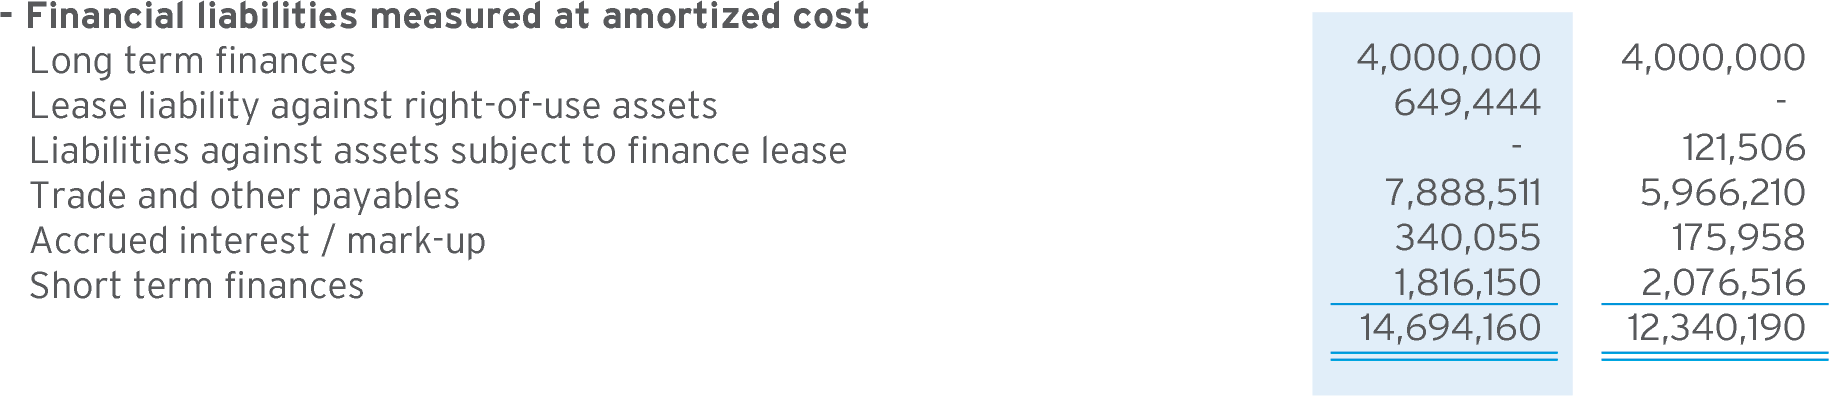 - Financial liabilities measured at amortized cost
Long term finances 4,000,000 4,000,000
Lease liability against right-of-use assets 649,444 -
Liabilities against assets subject to finance lease - 121,506
Trade and other payables 7,888,511 5,966,210
Accrued interest / mark-up 340,055 175,958
Short term finances 1,816,150 2,076,516
14,694,160 12,340,190